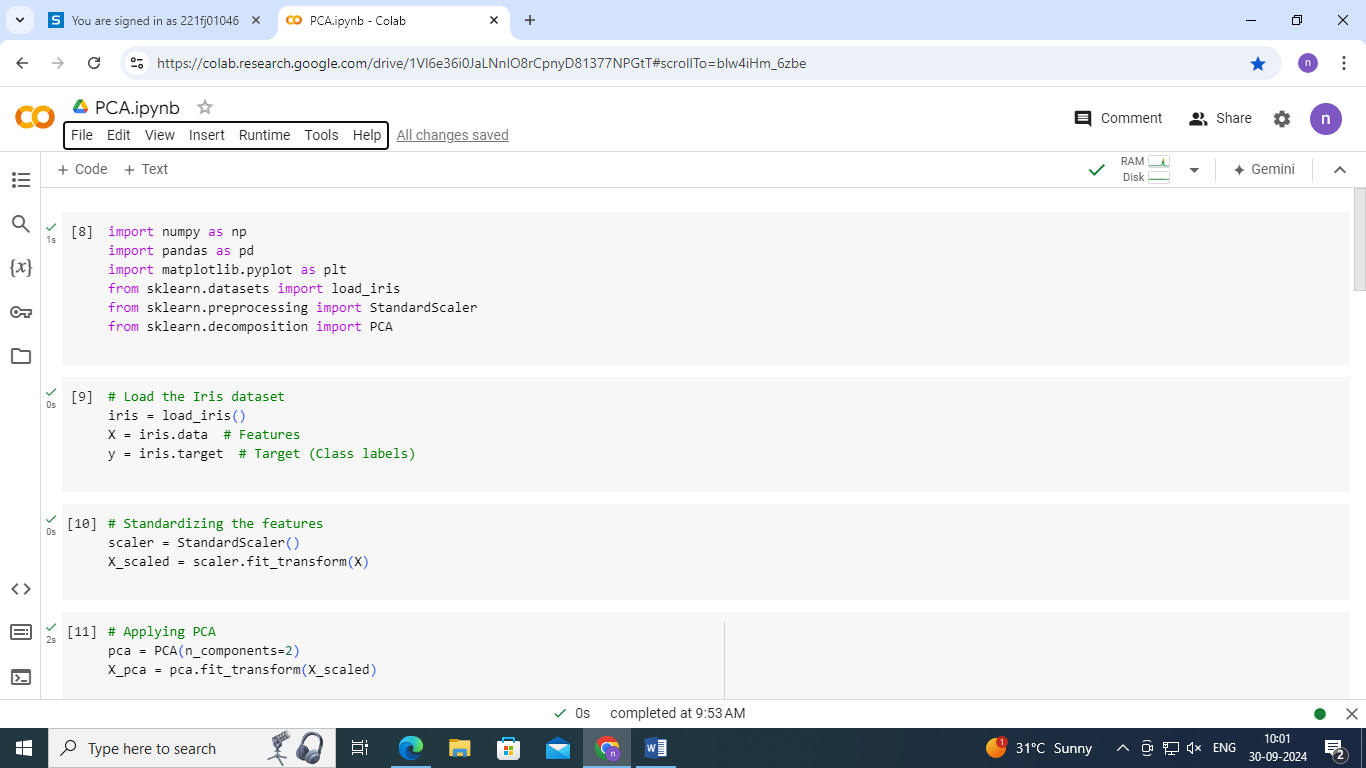 You are signed in as 221fj01046
PCA.ipynb - Colab
https://colab.research.google.com/drive/1Vl6e36i0JaLNnIO8rCpnyD81377NPGtT#scrollTo=blw4iHm_6zbe
n
PCA.ipynb
File Edit View Insert Runtime Tools Help All changes saved
Comment Share n
+ Code + Text
RAM
Disk
Gemini
[8] import numpy as np
1s
import pandas as pd
import matplotlib.pyplot as plt
from sklearn.datasets import load_iris
from sklearn.preprocessing import StandardScaler
from sklearn.decomposition import PCA
[9] # Load the Iris dataset
0s
iris = load_iris()
X = iris.data  # Features
y = iris.target  # Target (Class labels)
[10] # Standardizing the features
0s
scaler = StandardScaler()
X_scaled = scaler.fit_transform(X)
[11] # Applying PCA
2s
pca = PCA(n_components=2)
X_pca = pca.fit_transform(X_scaled)
0s completed at 9:53 AM
Type here to search
31°C Sunny
ENG
10:01
30-09-2024
2